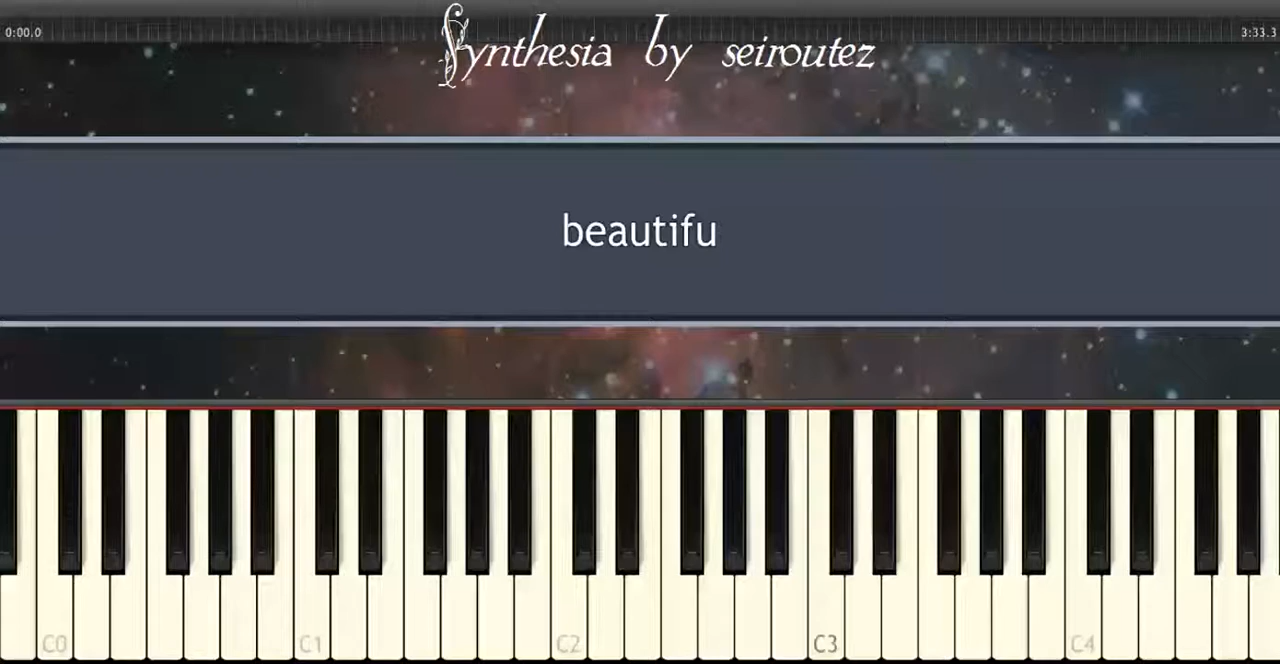 Synthesia by seiroutez
0:00.0
3:33.3
beautifu
C0
C1
C2
C3
C4